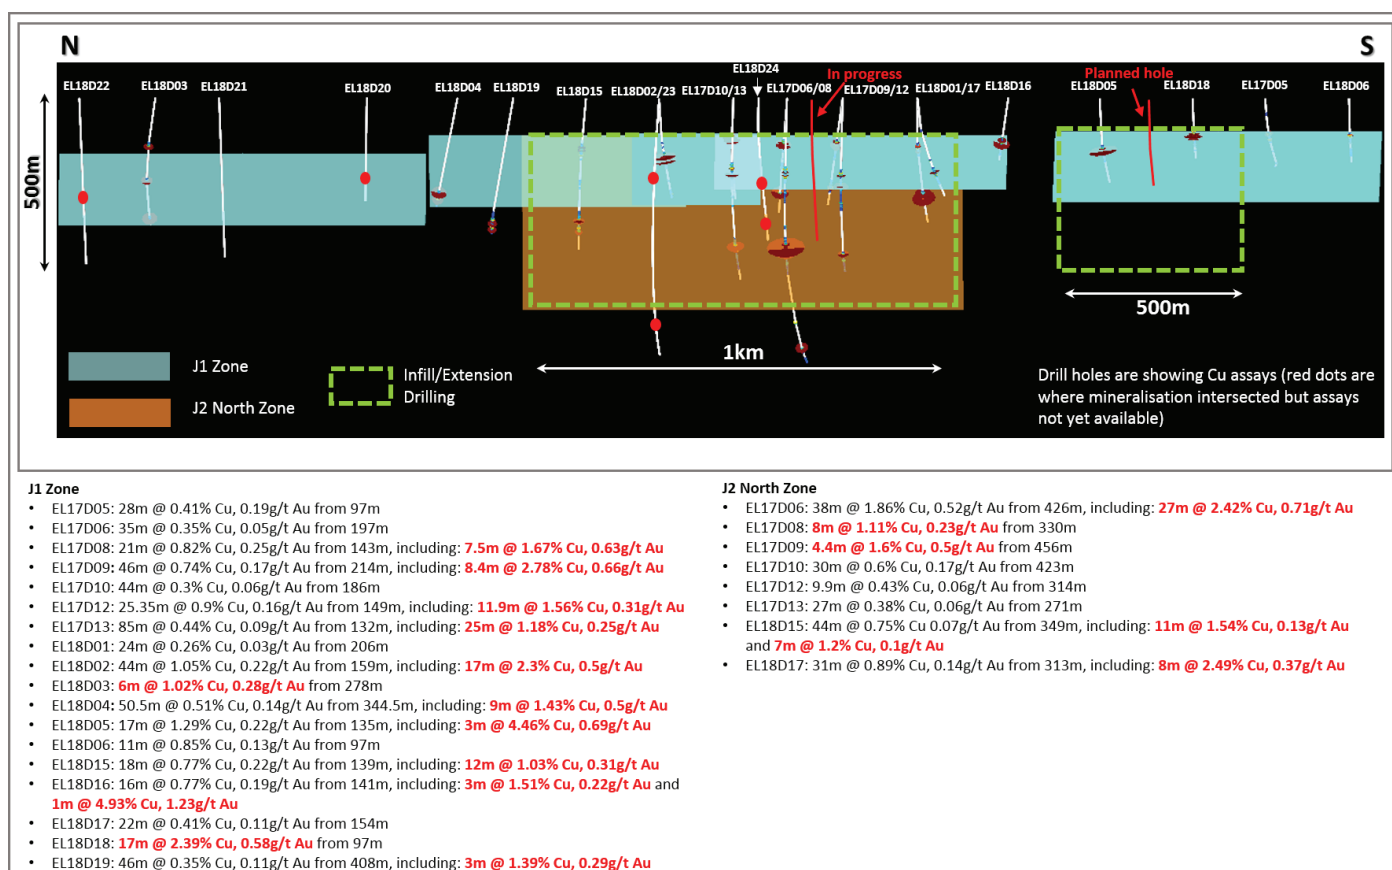 N
S
EL18D24
In progress
Planned hole
EL18D22
EL18D03
EL18D21
EL18D20
EL18D04
EL18D19
EL18D15
EL18D02/23
EL17D10/13
EL17D06/08
EL17D09/12
EL18D01/17
EL18D16
EL18D05
EL18D18
EL17D05
EL18D06
500m
500m
1km
J1 Zone
J2 North Zone
Infill/Extension
Drilling
Drill holes are showing Cu assays (red dots are
where mineralisation intersected but assays
not yet available)
J1 Zone
• EL17D05: 28m @ 0.41% Cu, 0.19g/t Au from 97m
• EL17D06: 35m @ 0.35% Cu, 0.05g/t Au from 197m
• EL17D08: 21m @ 0.82% Cu, 0.25g/t Au from 143m, including: 7.5m @ 1.67% Cu, 0.63g/t Au
• EL17D09: 46m @ 0.74% Cu, 0.17g/t Au from 214m, including: 8.4m @ 2.78% Cu, 0.66g/t Au
• EL17D10: 44m @ 0.3% Cu, 0.06g/t Au from 186m
• EL17D12: 25.35m @ 0.9% Cu, 0.16g/t Au from 149m, including: 11.9m @ 1.56% Cu, 0.31g/t Au
• EL17D13: 85m @ 0.44% Cu, 0.09g/t Au from 132m, including: 25m @ 1.18% Cu, 0.25g/t Au
• EL18D01: 24m @ 0.26% Cu, 0.03g/t Au from 206m
• EL18D02: 44m @ 1.05% Cu, 0.22g/t Au from 159m, including: 17m @ 2.3% Cu, 0.5g/t Au
• EL18D03: 6m @ 1.02% Cu, 0.28g/t Au from 278m
• EL18D04: 50.5m @ 0.51% Cu, 0.14g/t Au from 344.5m, including: 9m @ 1.43% Cu, 0.5g/t Au
• EL18D05: 17m @ 1.29% Cu, 0.22g/t Au from 135m, including: 3m @ 4.46% Cu, 0.69g/t Au
• EL18D06: 11m @ 0.85% Cu, 0.13g/t Au from 97m
• EL18D15: 18m @ 0.77% Cu, 0.22g/t Au from 139m, including: 12m @ 1.03% Cu, 0.31g/t Au
• EL18D16: 16m @ 0.77% Cu, 0.19g/t Au from 141m, including: 3m @ 1.51% Cu, 0.22g/t Au and
1m @ 4.93% Cu, 1.23g/t Au
• EL18D17: 22m @ 0.41% Cu, 0.11g/t Au from 154m
• EL18D18: 17m @ 2.39% Cu, 0.58g/t Au from 97m
• EL18D19: 46m @ 0.35% Cu, 0.11g/t Au from 408m, including: 3m @ 1.39% Cu, 0.29g/t Au
J2 North Zone
• EL17D06: 38m @ 1.86% Cu, 0.52g/t Au from 426m, including: 27m @ 2.42% Cu, 0.71g/t Au
• EL17D08: 8m @ 1.11% Cu, 0.23g/t Au from 330m
• EL17D09: 4.4m @ 1.6% Cu, 0.5g/t Au from 456m
• EL17D10: 30m @ 0.6% Cu, 0.17g/t Au from 423m
• EL17D12: 9.9m @ 0.43% Cu, 0.06g/t Au from 314m
• EL17D13: 27m @ 0.38% Cu, 0.06g/t Au from 271m
• EL18D15: 44m @ 0.75% Cu 0.07g/t Au from 349m, including: 11m @ 1.54% Cu, 0.13g/t Au
and 7m @ 1.2% Cu, 0.1g/t Au
• EL18D17: 31m @ 0.89% Cu, 0.14g/t Au from 313m, including: 8m @ 2.49% Cu, 0.37g/t Au